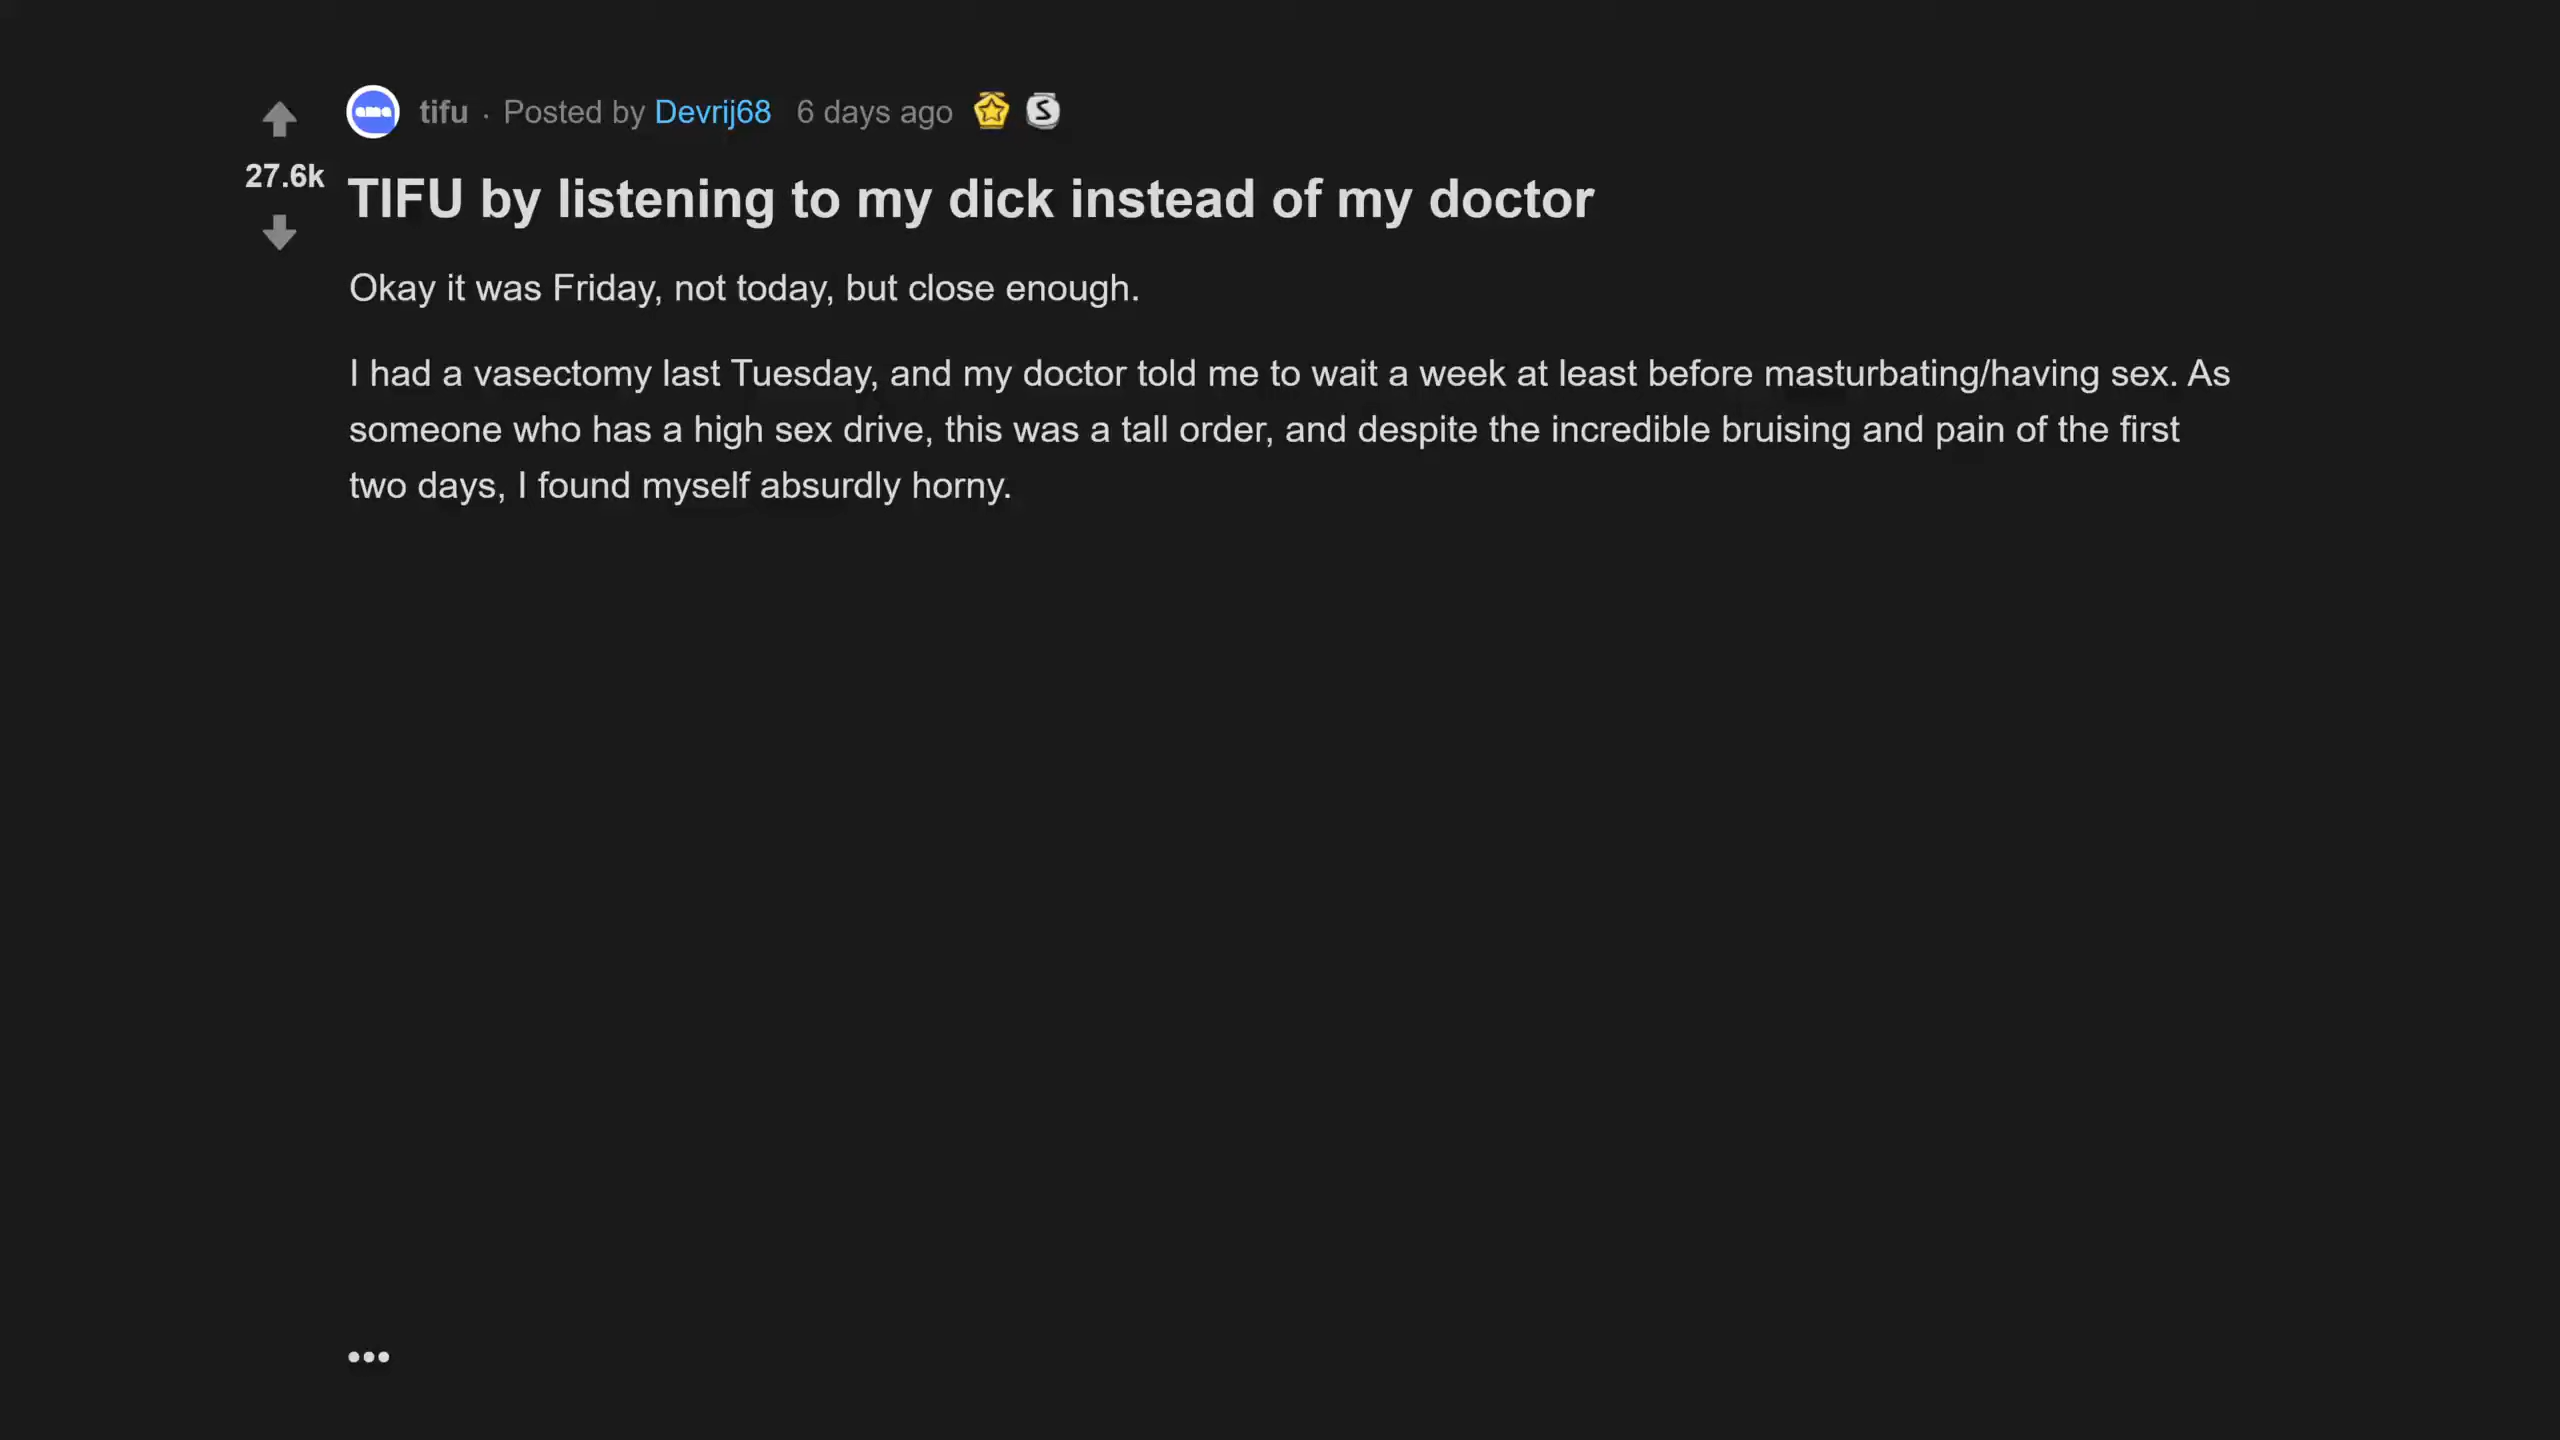 ama tifu · Posted by Devrij68 6 days ago S
27.6k
TIFU by listening to my dick instead of my doctor
Okay it was Friday, not today, but close enough.
I had a vasectomy last Tuesday, and my doctor told me to wait a week at least before masturbating/having sex. As
someone who has a high sex drive, this was a tall order, and despite the incredible bruising and pain of the first
two days, I found myself absurdly horny.
•••